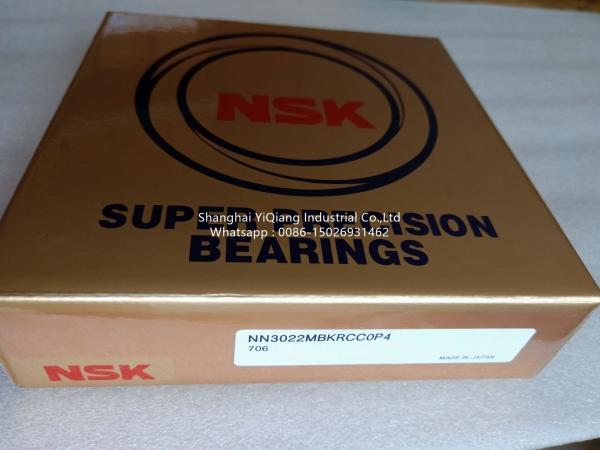 NSK
SUPER PRECISION
BEARINGS
Shanghai YiQiang Industrial Co.,Ltd
Whatsapp : 0086-15026931462
NN3022MBKRCC0P4
706
MADE IN JAPAN
NSK